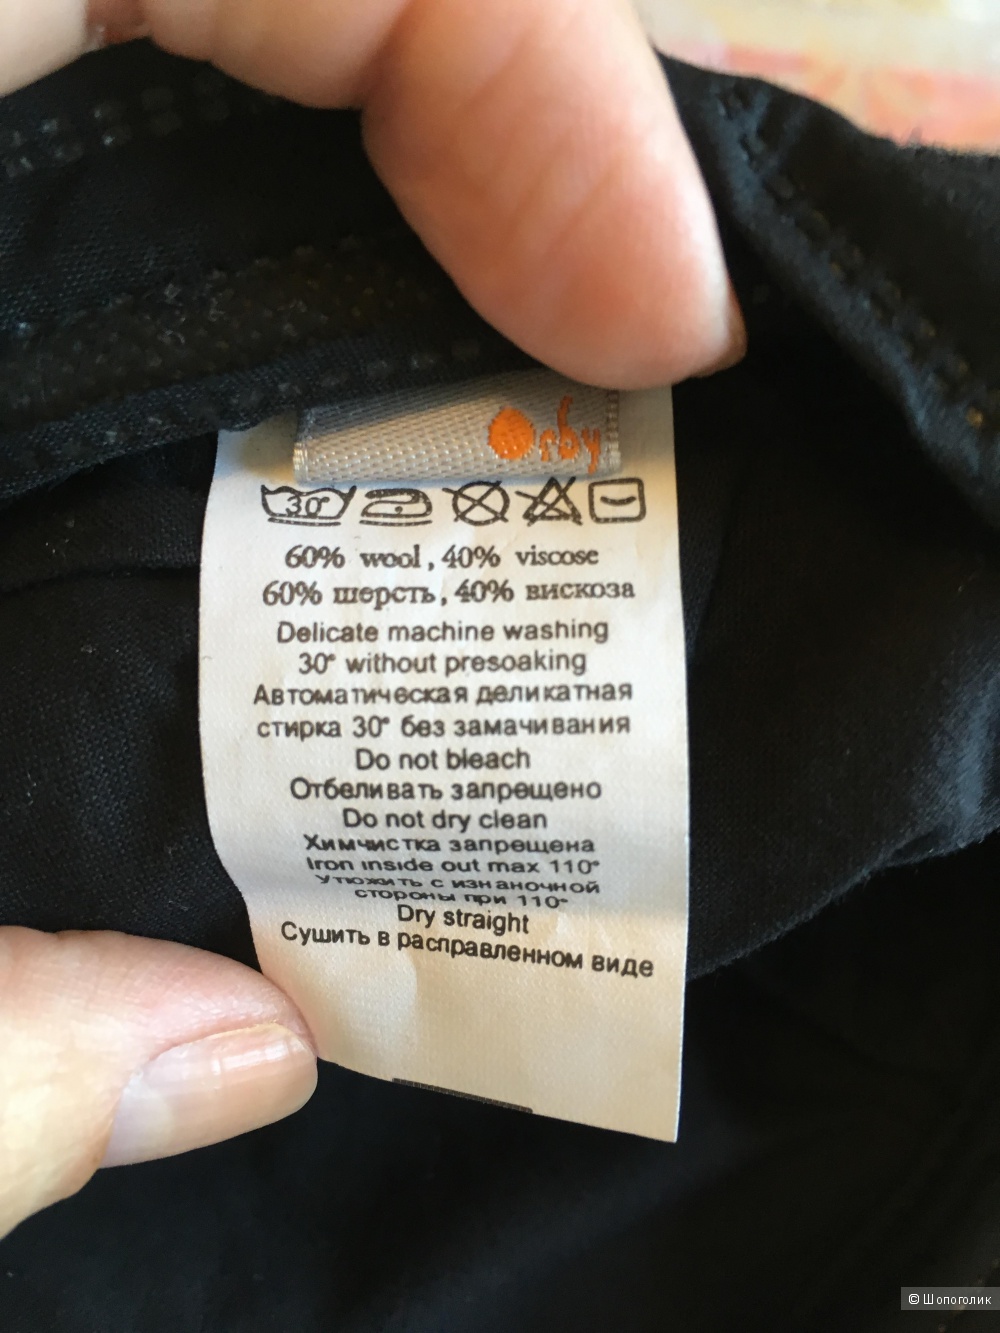 Orby
30°
60% wool, 40% viscose
60% шерсть, 40% вискоза
Delicate machine washing
30° without presoaking
Автоматическая деликатная
стирка 30° без замачивания
Do not bleach
Отбеливать запрещено
Do not dry clean
Химчистка запрещена
Iron inside out max 110°
Утюжить с изнаночной
стороны при 110°
Dry straight
Сушить в расправленном виде
© Шопоголик